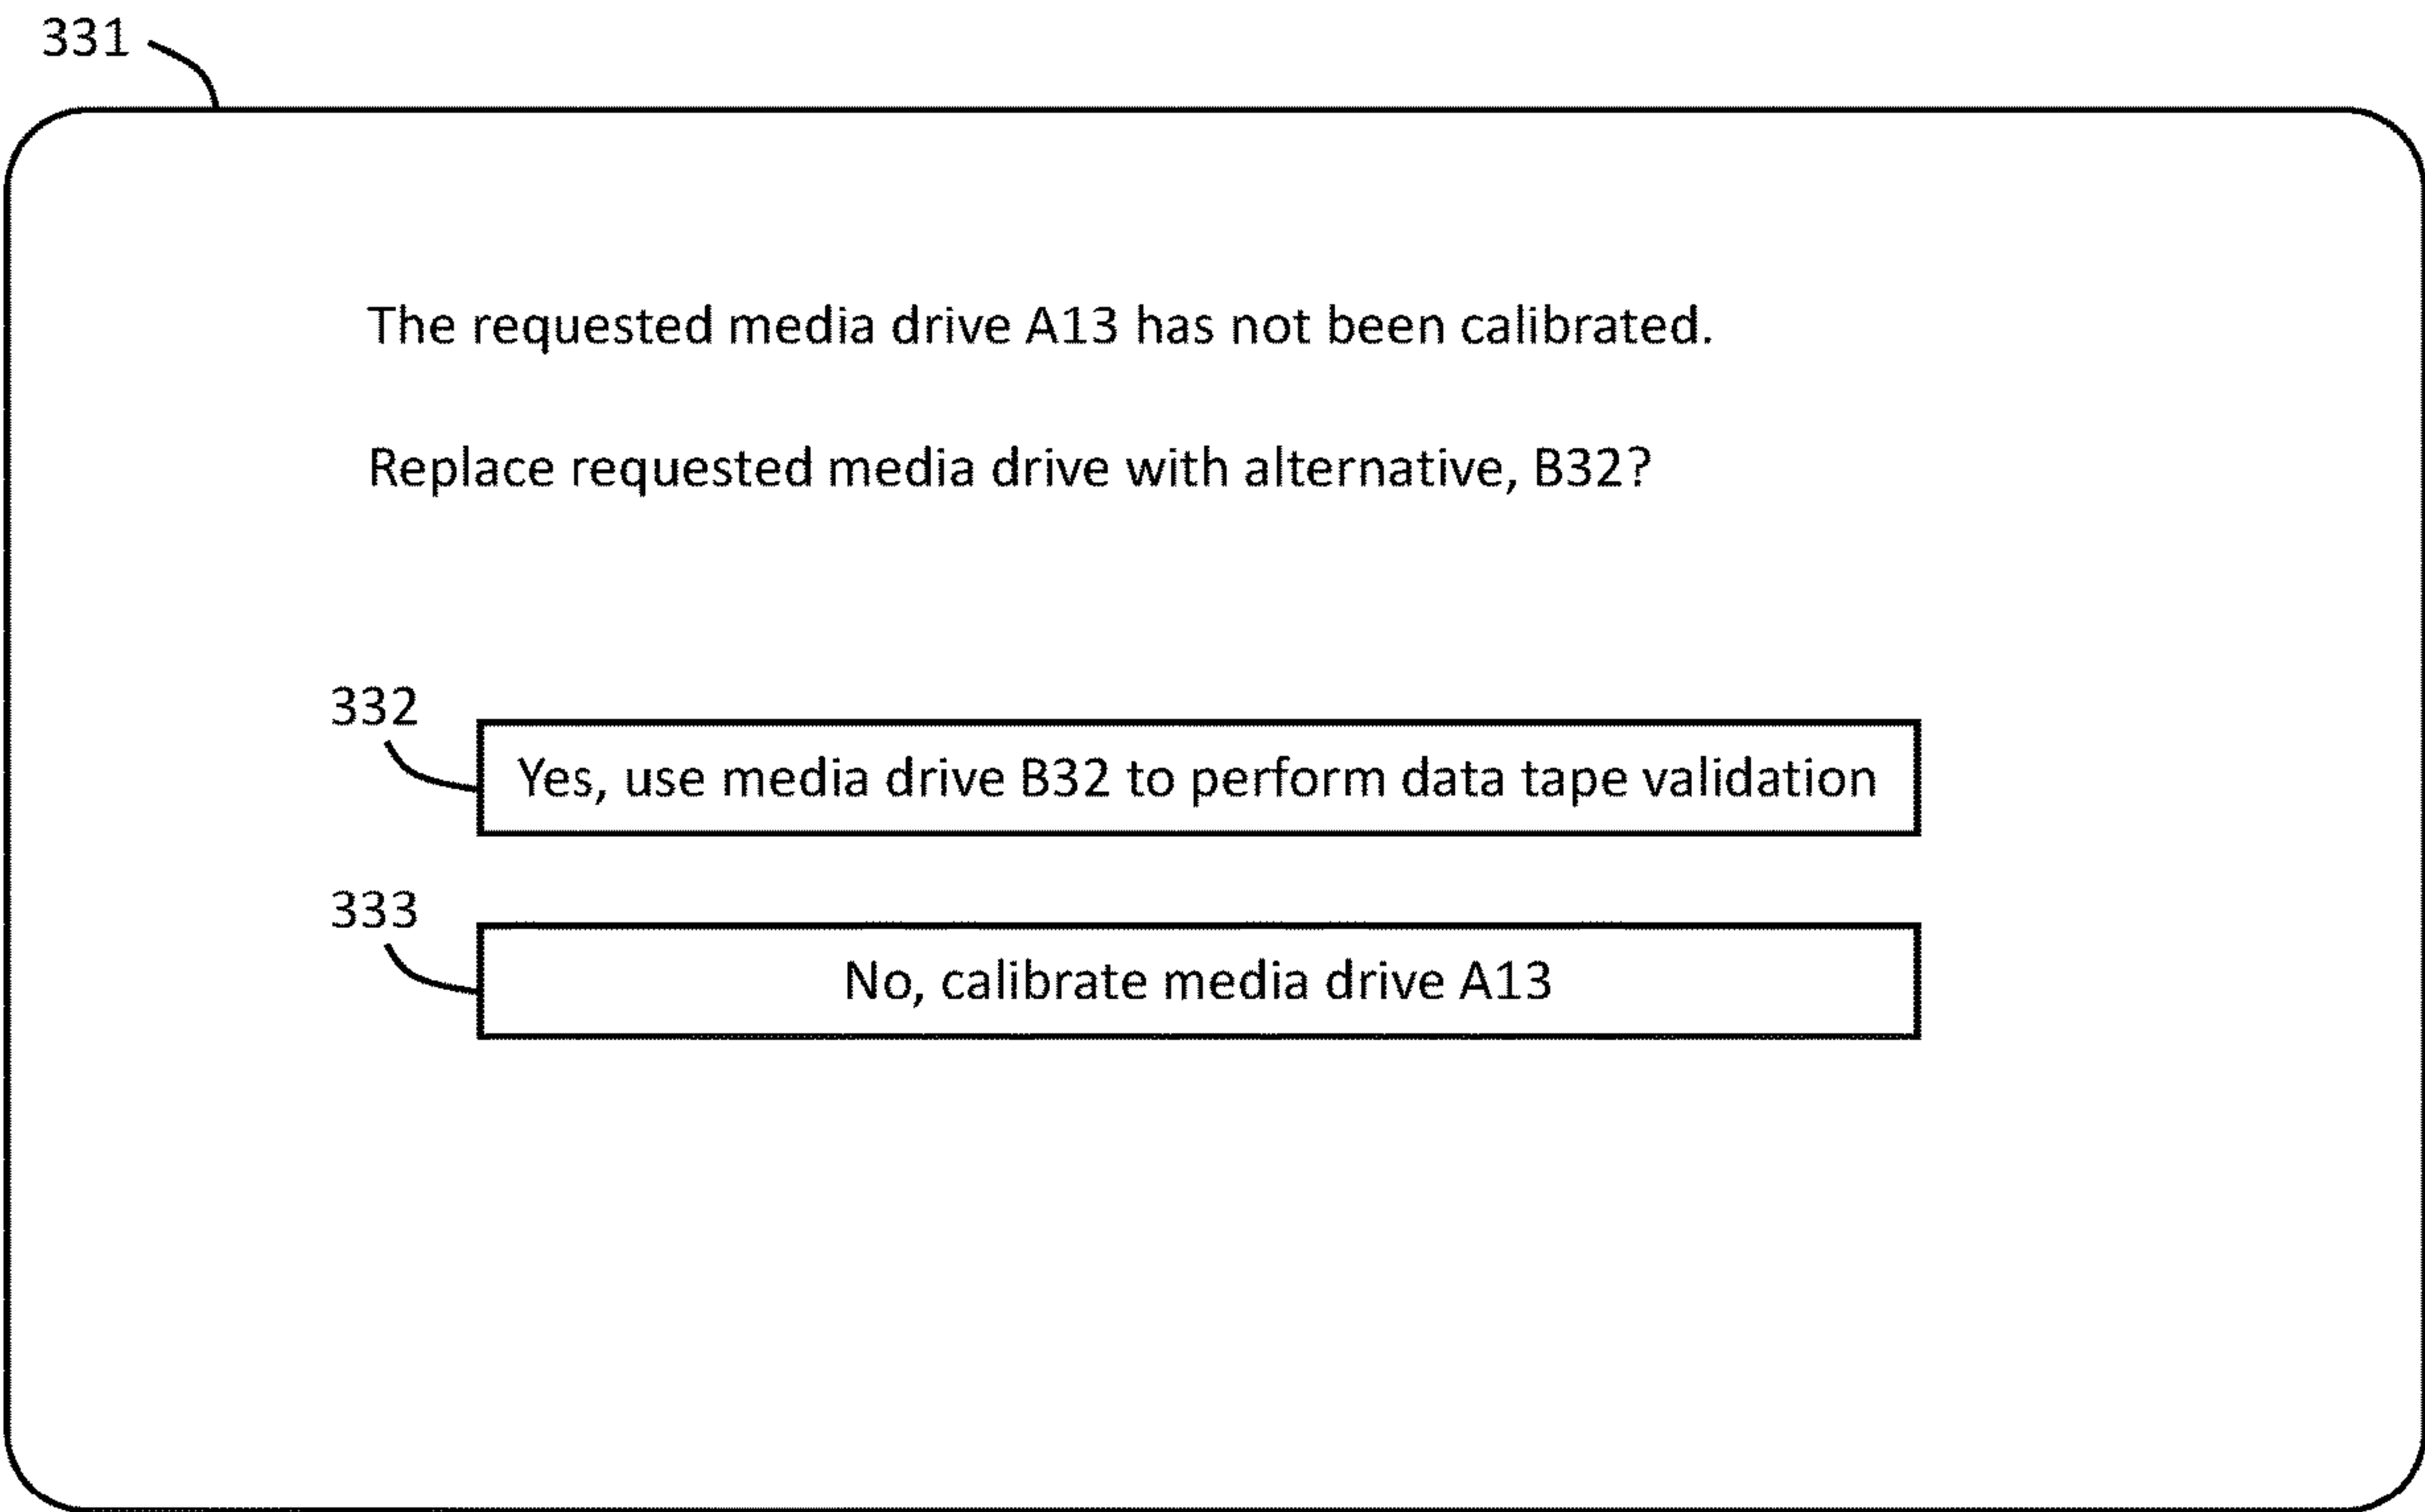 331
The requested media drive A13 has not been calibrated.
Replace requested media drive with alternative, B32?
332
Yes, use media drive B32 to perform data tape validation
333
No, calibrate media drive A13